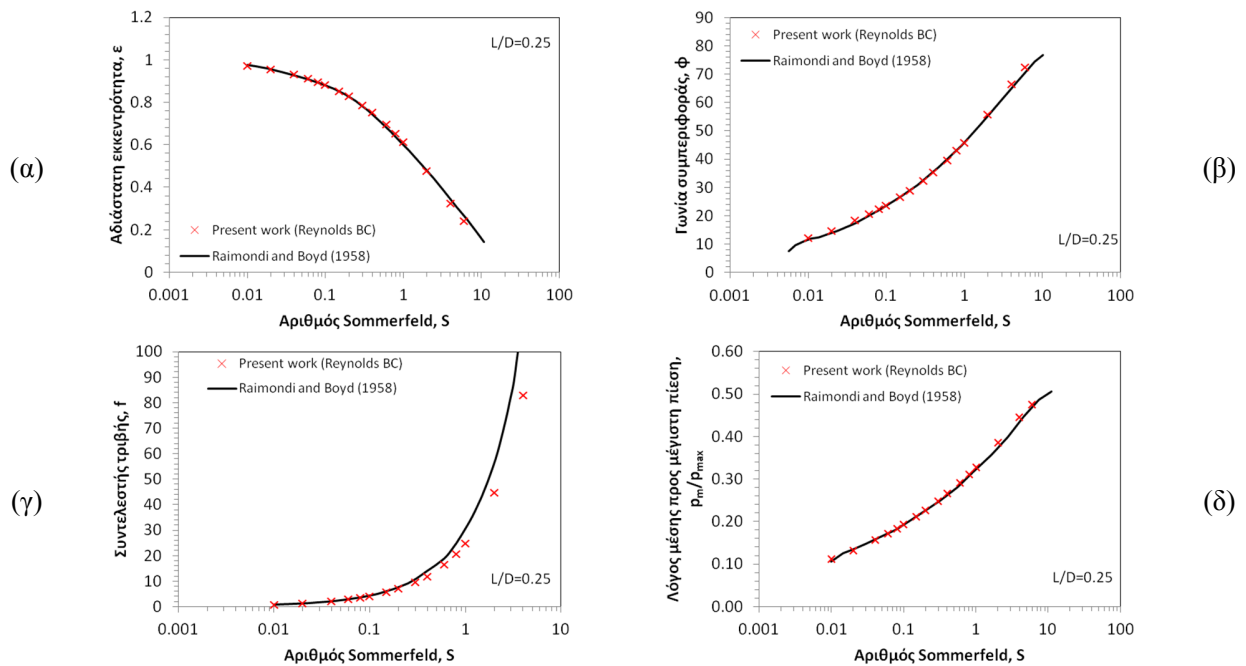 (α)
Αδιάστατη εκκεντρότητα, ε
1.2
1
0.8
0.6
0.4
0.2
0
L/D=0.25
Present work (Reynolds BC)
Raimondi and Boyd (1958)
0.001 0.01 0.1 1 10 100
Αριθμός Sommerfeld, S
(β)
Γωνία συμπεριφοράς, φ
90
80
70
60
50
40
30
20
10
0
Present work (Reynolds BC)
Raimondi and Boyd (1958)
L/D=0.25
0.001 0.01 0.1 1 10 100
Αριθμός Sommerfeld, S
(γ)
Συντελεστής τριβής, f
100
90
80
70
60
50
40
30
20
10
0
Present work (Reynolds BC)
Raimondi and Boyd (1958)
L/D=0.25
0.001 0.01 0.1 1 10
Αριθμός Sommerfeld, S
(δ)
Λόγος μέσης προς μέγιστη πίεση,
pm/pmax
0.60
0.50
0.40
0.30
0.20
0.10
0.00
Present work (Reynolds BC)
Raimondi and Boyd (1958)
L/D=0.25
0.001 0.01 0.1 1 10 100
Αριθμός Sommerfeld, S